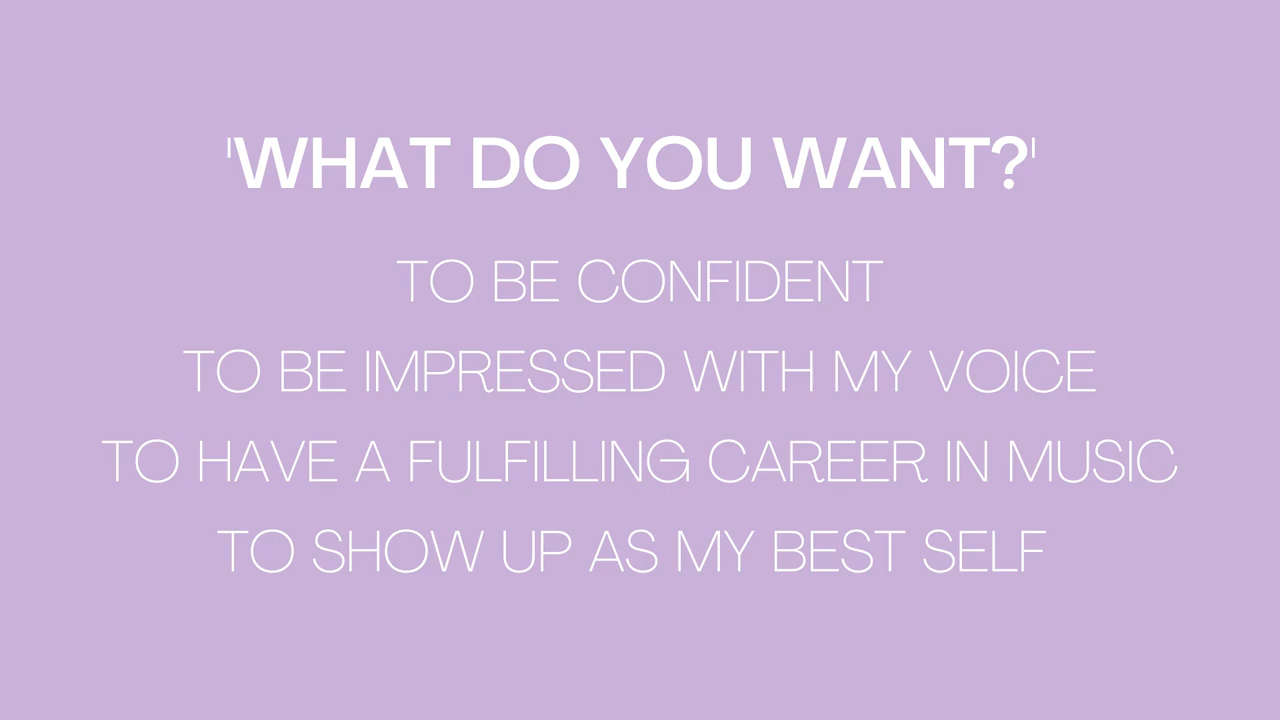 'WHAT DO YOU WANT?'
TO BE CONFIDENT
TO BE IMPRESSED WITH MY VOICE
TO HAVE A FULFILLING CAREER IN MUSIC
TO SHOW UP AS MY BEST SELF